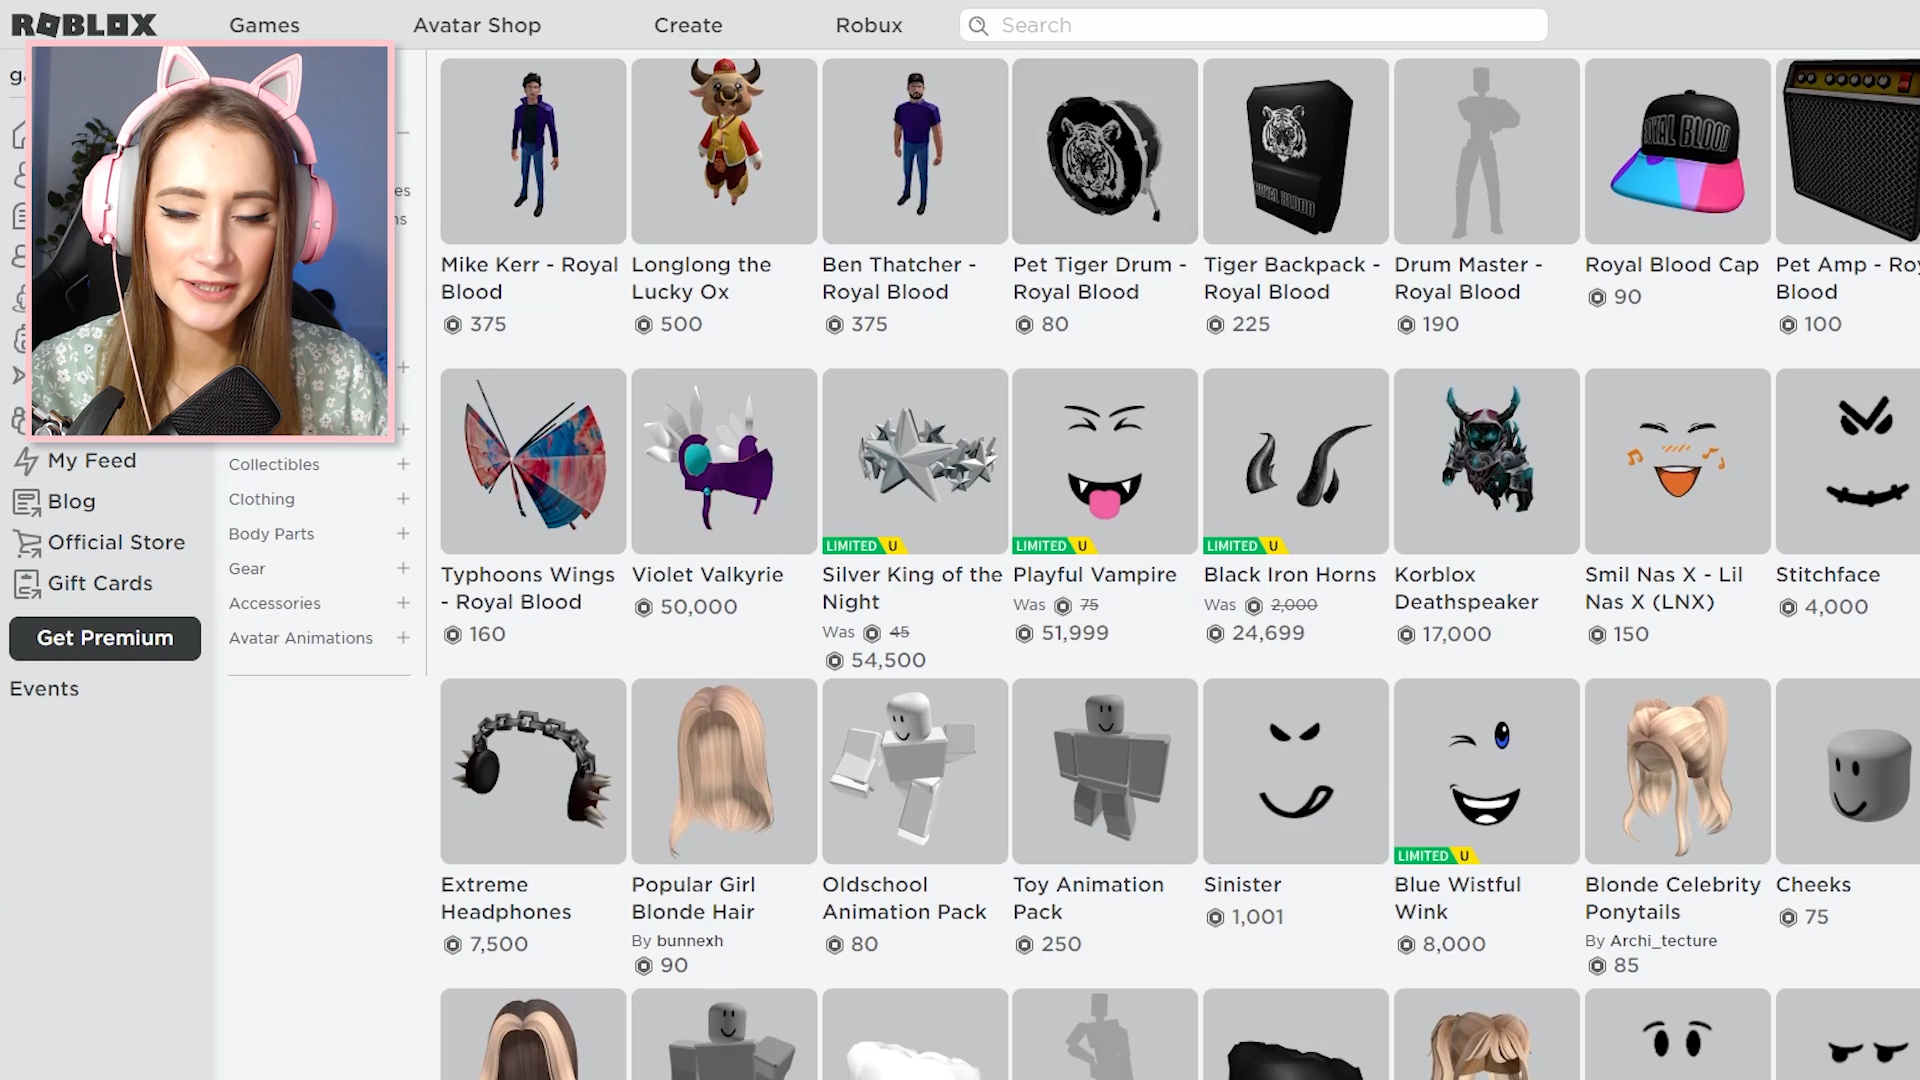 ROBLOX Games Avatar Shop Create Robux Search
Mike Kerr - Royal Blood
375
Longlong the Lucky Ox
500
Ben Thatcher - Royal Blood
375
Pet Tiger Drum - Royal Blood
80
Tiger Backpack - Royal Blood
225
Drum Master - Royal Blood
190
ROYAL BLOOD
Royal Blood Cap
90
Pet Amp - Ro
Blood
100
My Feed
Blog
Official Store
Gift Cards
Get Premium
Events
Collectibles +
Clothing +
Body Parts +
Gear +
Accessories +
Avatar Animations +
Typhoons Wings
- Royal Blood
160
Violet Valkyrie
50,000
LIMITED U
Silver King of the
Night
Was 45
54,500
LIMITED U
Playful Vampire
Was 75
51,999
LIMITED U
Black Iron Horns
Was 2,000
24,699
Korblox
Deathspeaker
17,000
Smil Nas X - Lil
Nas X (LNX)
150
Stitchface
4,000
Extreme
Headphones
7,500
Popular Girl
Blonde Hair
By bunnexh
90
Oldschool
Animation Pack
80
Toy Animation
Pack
250
Sinister
1,001
LIMITED U
Blue Wistful
Wink
8,000
Blonde Celebrity
Ponytails
By Archi_tecture
85
Cheeks
75